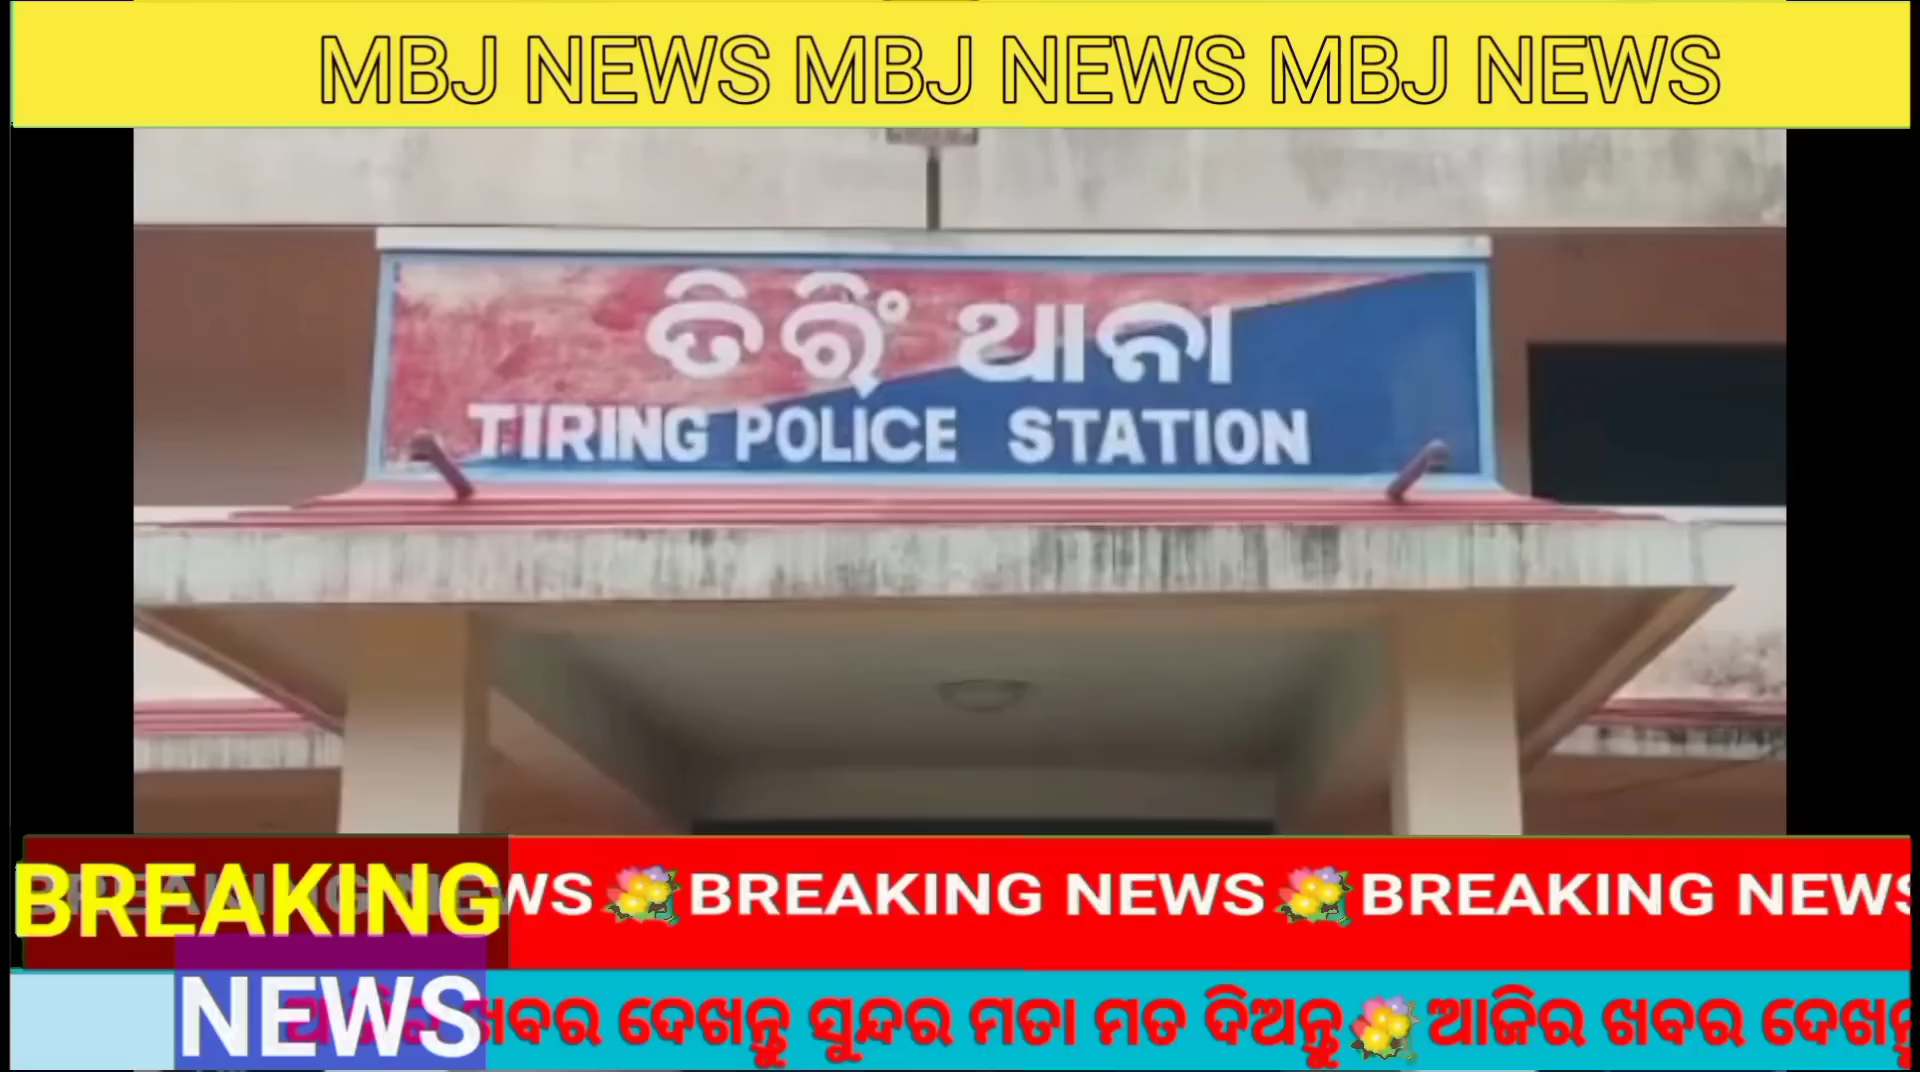 MBJ NEWS MBJ NEWS MBJ NEWS
ତିରିଂ ଥାନା
TIRING POLICE STATION
BREAKING
NEWS
WS BREAKING NEWS BREAKING NEWS
ଖବର ଦେଖନ୍ତୁ ସୁନ୍ଦର ମତା ମତ ଦିଅନ୍ତୁ ଆଜିର ଖବର ଦେଖନ୍ତୁ